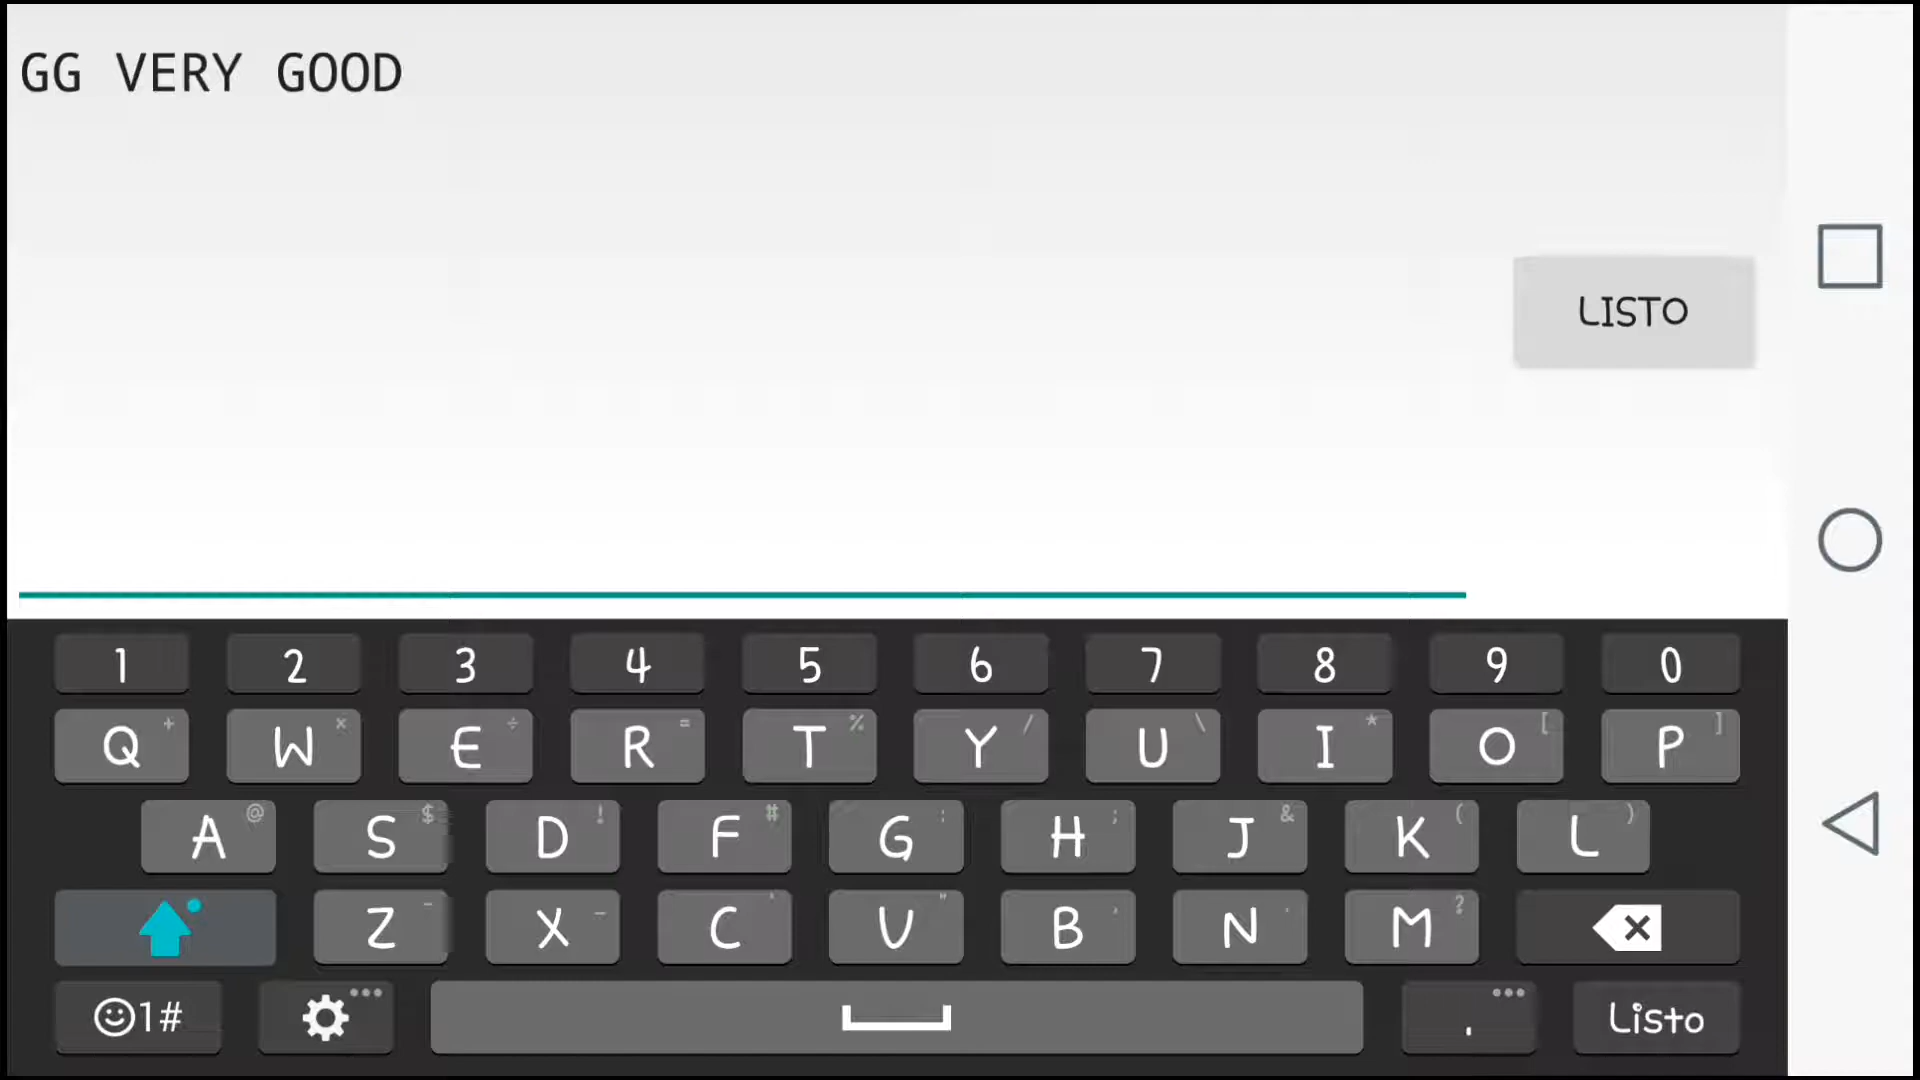 GG VERY GOOD
LISTO
1 2 3 4 5 6 7 8 9 0
Q + W × E ÷ R = T % Y / U \ I * O [ P ]
A @ S $ D ! F # G : H ; J & K ( L )
Z - X _ C ' V " B , N . M ?
1# . Listo